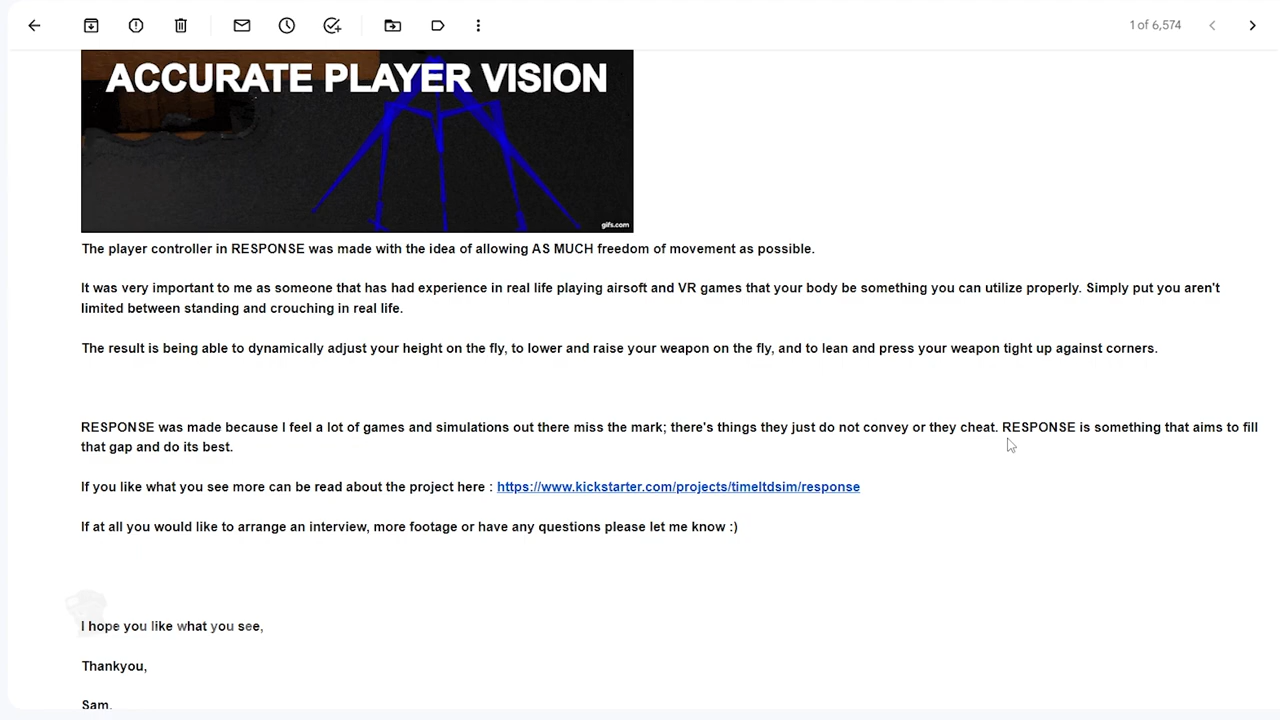 1 of 6,574
ACCURATE PLAYER VISION
gifs.com
The player controller in RESPONSE was made with the idea of allowing AS MUCH freedom of movement as possible.
It was very important to me as someone that has had experience in real life playing airsoft and VR games that your body be something you can utilize properly. Simply put you aren't
limited between standing and crouching in real life.
The result is being able to dynamically adjust your height on the fly, to lower and raise your weapon on the fly, and to lean and press your weapon tight up against corners.
RESPONSE was made because I feel a lot of games and simulations out there miss the mark; there's things they just do not convey or they cheat. RESPONSE is something that aims to fill
that gap and do its best.
If you like what you see more can be read about the project here : https://www.kickstarter.com/projects/timeltdsim/response
If at all you would like to arrange an interview, more footage or have any questions please let me know :)
I hope you like what you see,
Thankyou,
Sam.